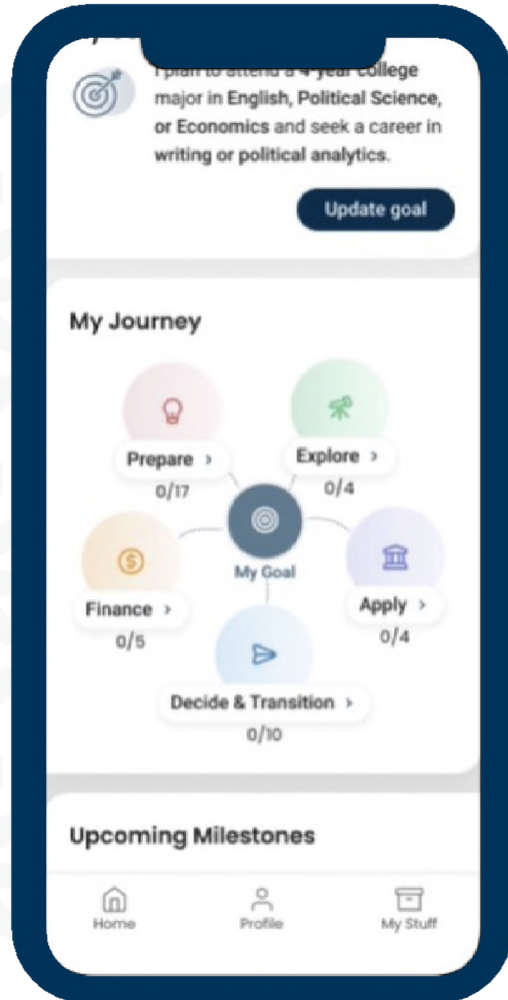 I plan to attend a 4-year college
major in English, Political Science,
or Economics and seek a career in
writing or political analytics.
Update goal
My Journey
Prepare >
0/17
Explore >
0/4
My Goal
Finance >
0/5
Apply >
0/4
Decide & Transition >
0/10
Upcoming Milestones
Home
Profile
My Stuff